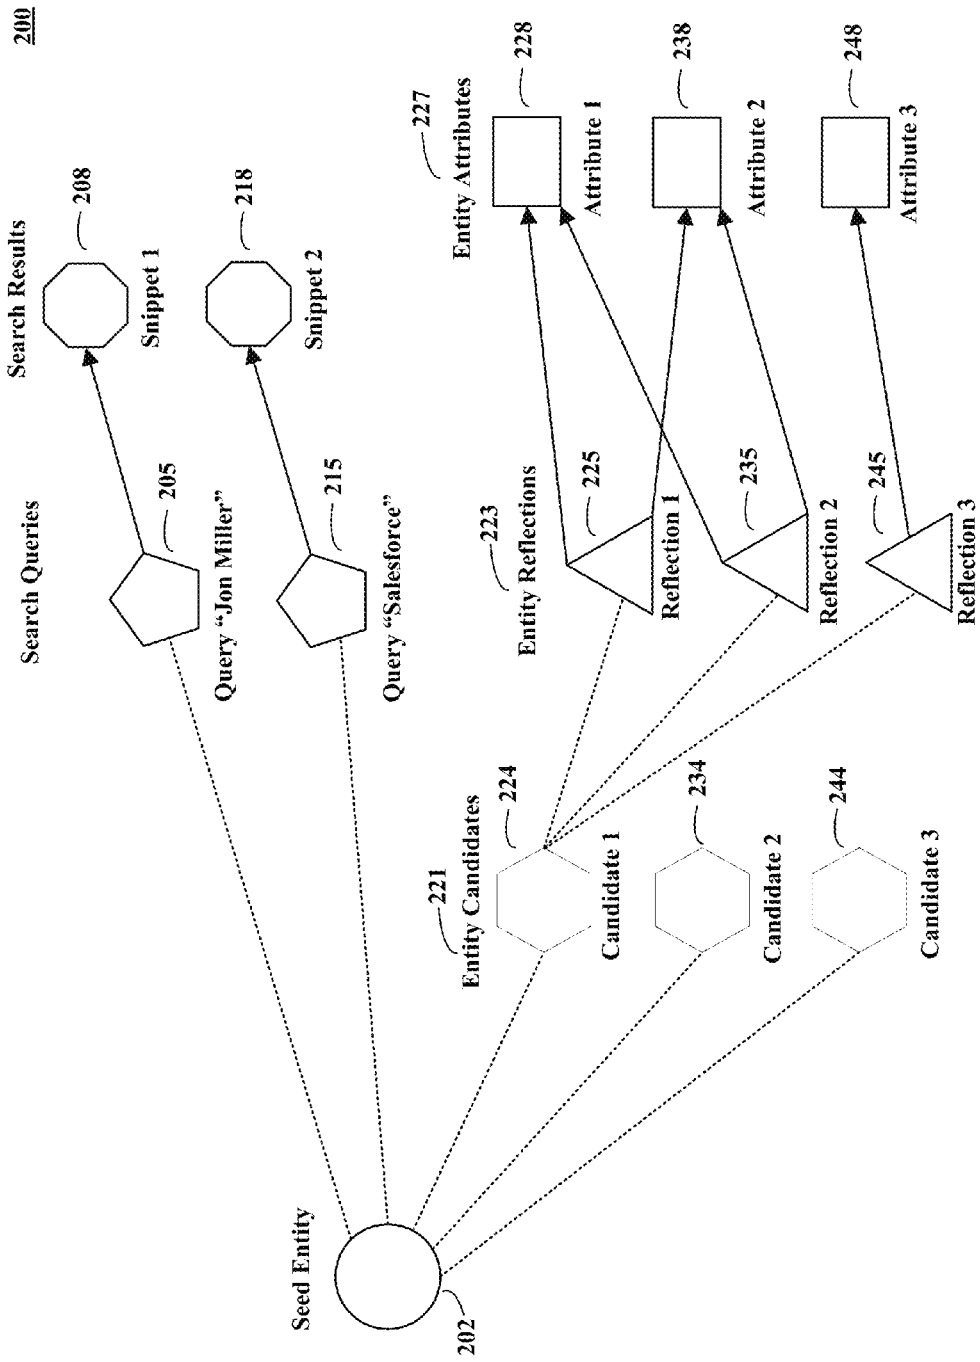 200
Seed Entity
202
Search Queries
Search Results
205
Query “Jon Miller”
208
Snippet 1
215
Query “Salesforce”
218
Snippet 2
221
Entity Candidates
224
Candidate 1
234
Candidate 2
244
Candidate 3
223
Entity Reflections
225
Reflection 1
235
Reflection 2
245
Reflection 3
227
Entity Attributes
228
Attribute 1
238
Attribute 2
248
Attribute 3